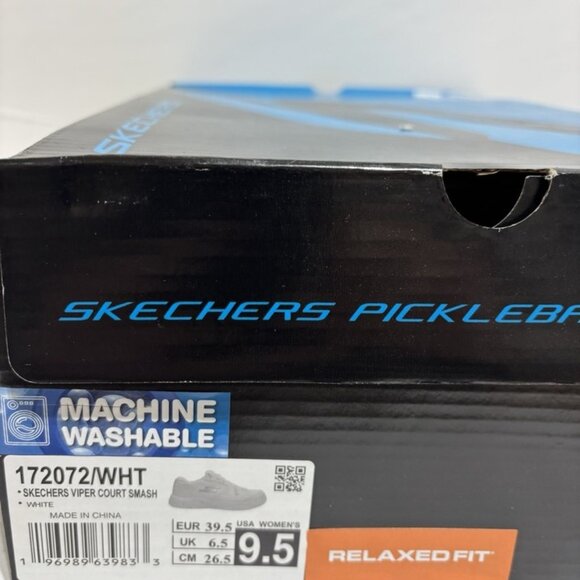 SKECHERS
SKECHERS PICKLEBA
MACHINE
WASHABLE
172072/WHT
• SKECHERS VIPER COURT SMASH
• WHITE
MADE IN CHINA
EUR 39.5 USA WOMEN'S
UK 6.5 9.5
CM 26.5
1 96989 63983 3
RELAXED FIT®